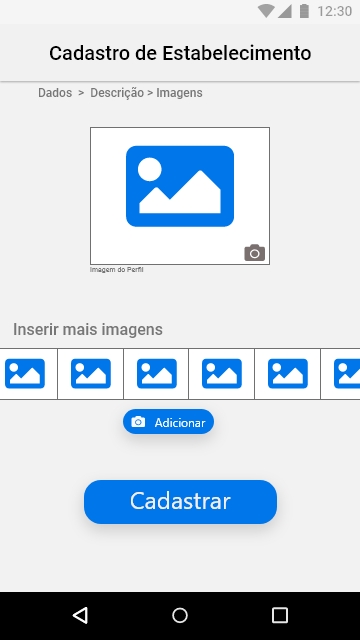 12:30
Cadastro de Estabelecimento
Dados > Descrição > Imagens
Imagem do Perfil
Inserir mais imagens
Adicionar
Cadastrar